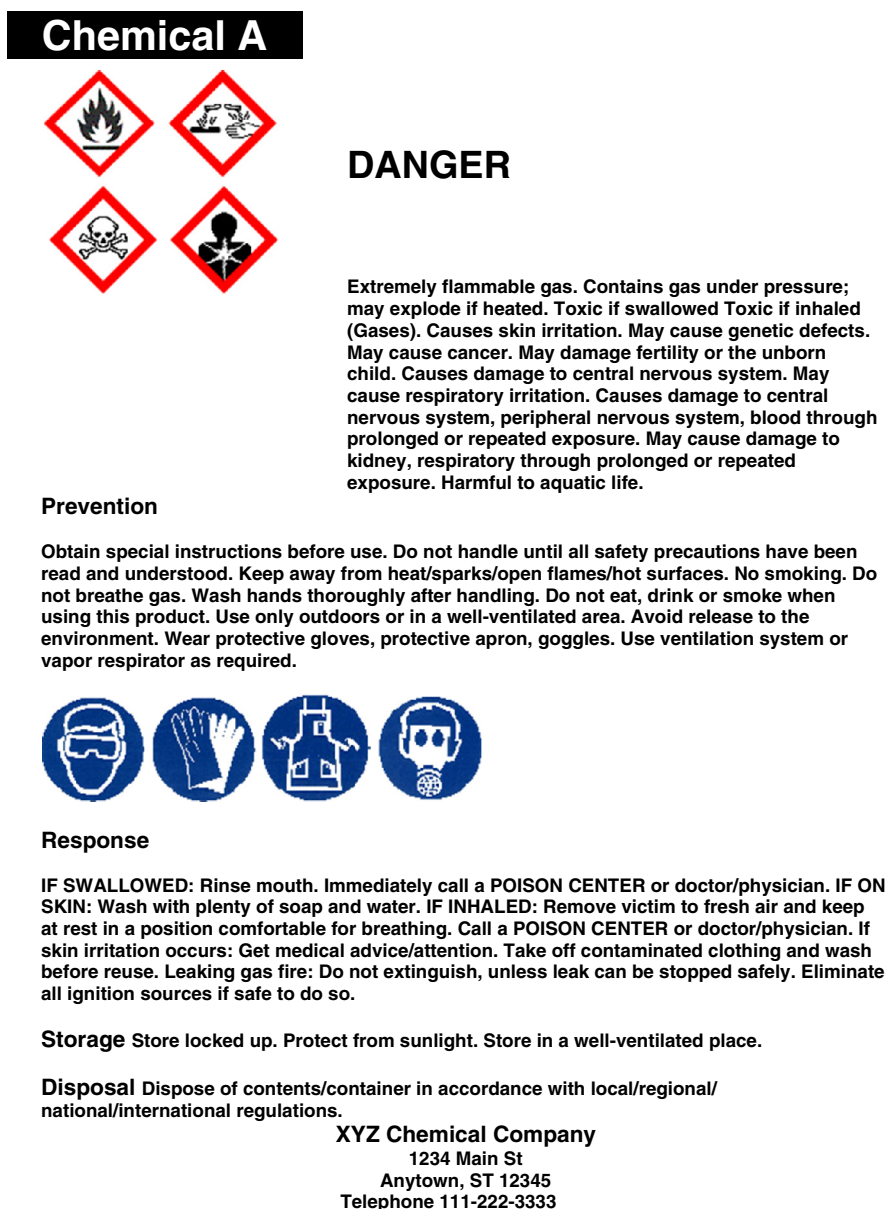 Chemical A
DANGER
Extremely flammable gas. Contains gas under pressure;
may explode if heated. Toxic if swallowed Toxic if inhaled
(Gases). Causes skin irritation. May cause genetic defects.
May cause cancer. May damage fertility or the unborn
child. Causes damage to central nervous system. May
cause respiratory irritation. Causes damage to central
nervous system, peripheral nervous system, blood through
prolonged or repeated exposure. May cause damage to
kidney, respiratory through prolonged or repeated
exposure. Harmful to aquatic life.
Prevention
Obtain special instructions before use. Do not handle until all safety precautions have been
read and understood. Keep away from heat/sparks/open flames/hot surfaces. No smoking. Do
not breathe gas. Wash hands thoroughly after handling. Do not eat, drink or smoke when
using this product. Use only outdoors or in a well-ventilated area. Avoid release to the
environment. Wear protective gloves, protective apron, goggles. Use ventilation system or
vapor respirator as required.
Response
IF SWALLOWED: Rinse mouth. Immediately call a POISON CENTER or doctor/physician. IF ON
SKIN: Wash with plenty of soap and water. IF INHALED: Remove victim to fresh air and keep
at rest in a position comfortable for breathing. Call a POISON CENTER or doctor/physician. If
skin irritation occurs: Get medical advice/attention. Take off contaminated clothing and wash
before reuse. Leaking gas fire: Do not extinguish, unless leak can be stopped safely. Eliminate
all ignition sources if safe to do so.
Storage Store locked up. Protect from sunlight. Store in a well-ventilated place.
Disposal Dispose of contents/container in accordance with local/regional/
national/international regulations.
XYZ Chemical Company
1234 Main St
Anytown, ST 12345
Telephone 111-222-3333